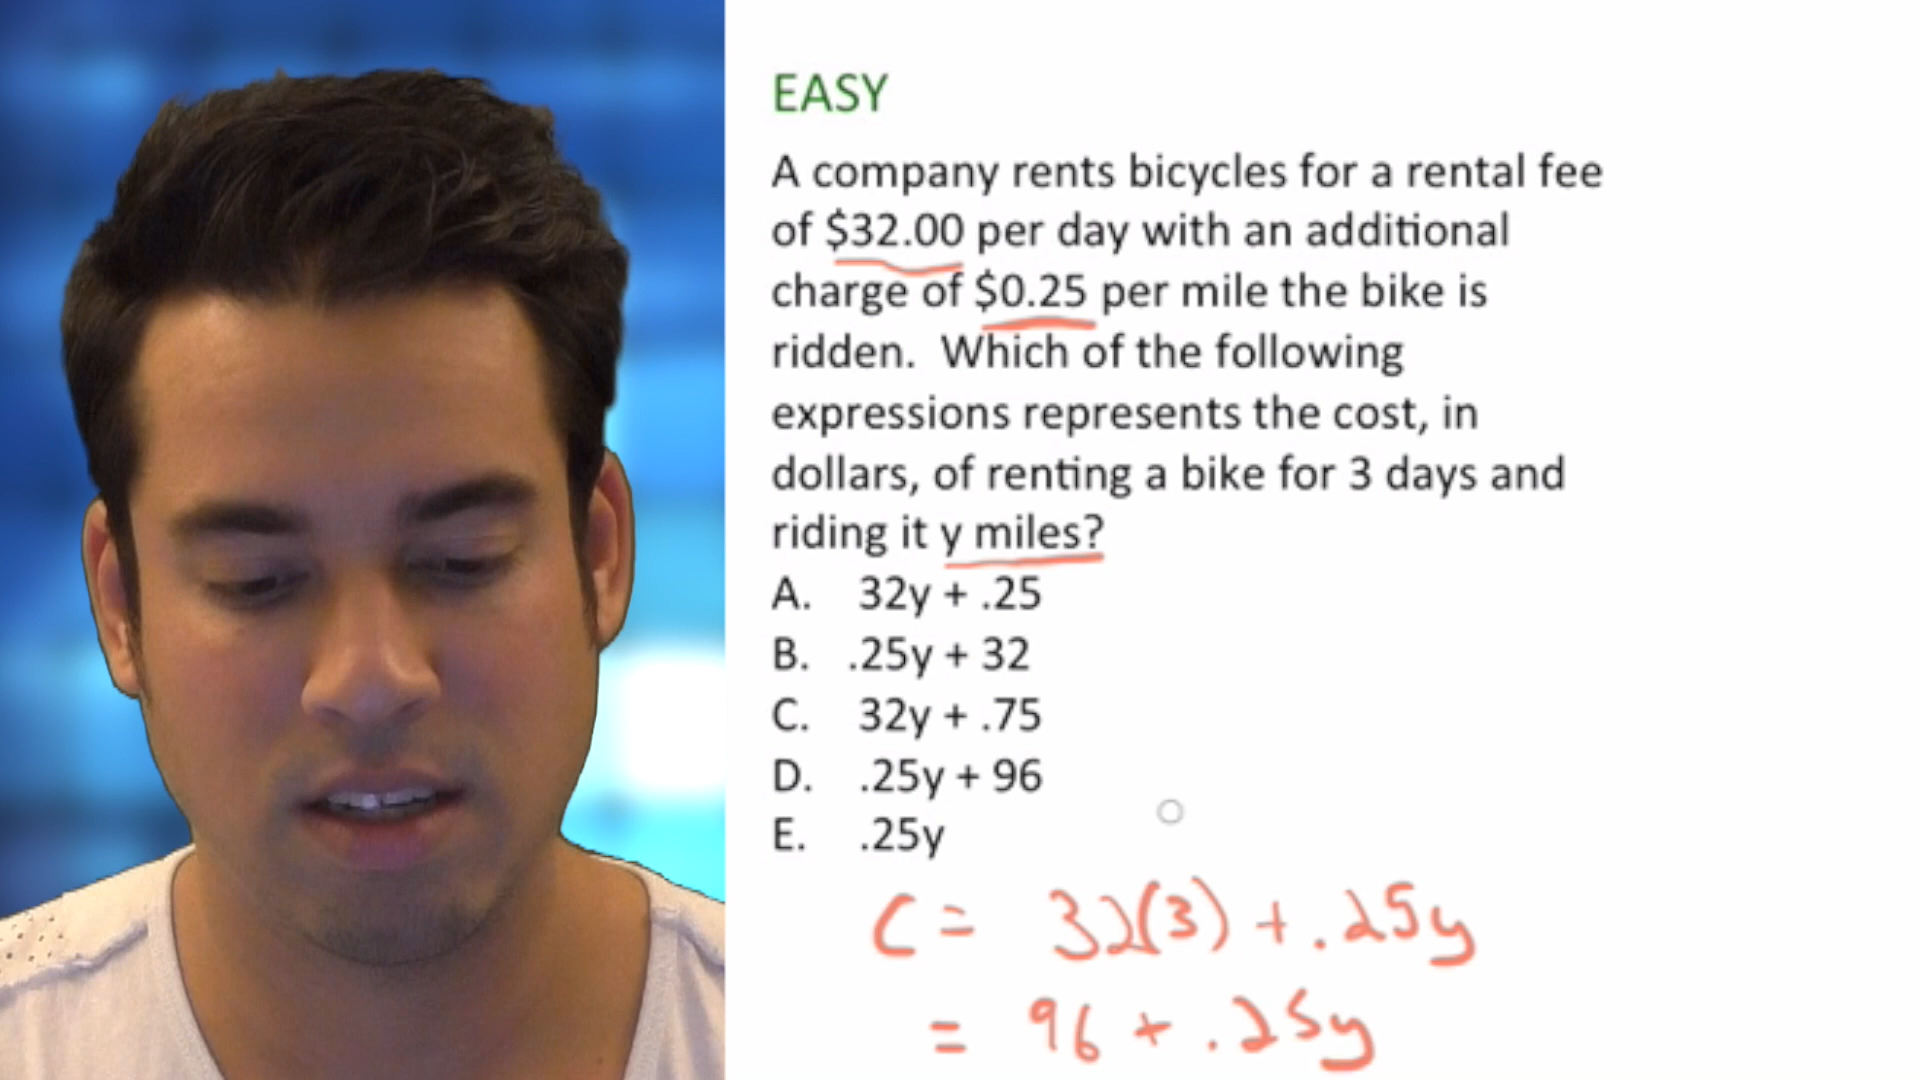 EASY
A company rents bicycles for a rental fee
of $32.00 per day with an additional
charge of $0.25 per mile the bike is
ridden.  Which of the following
expressions represents the cost, in
dollars, of renting a bike for 3 days and
riding it y miles?
A. 32y + .25
B. .25y + 32
C. 32y + .75
D. .25y + 96
E. .25y
C = 32(3) + .25y
= 96 + .25y